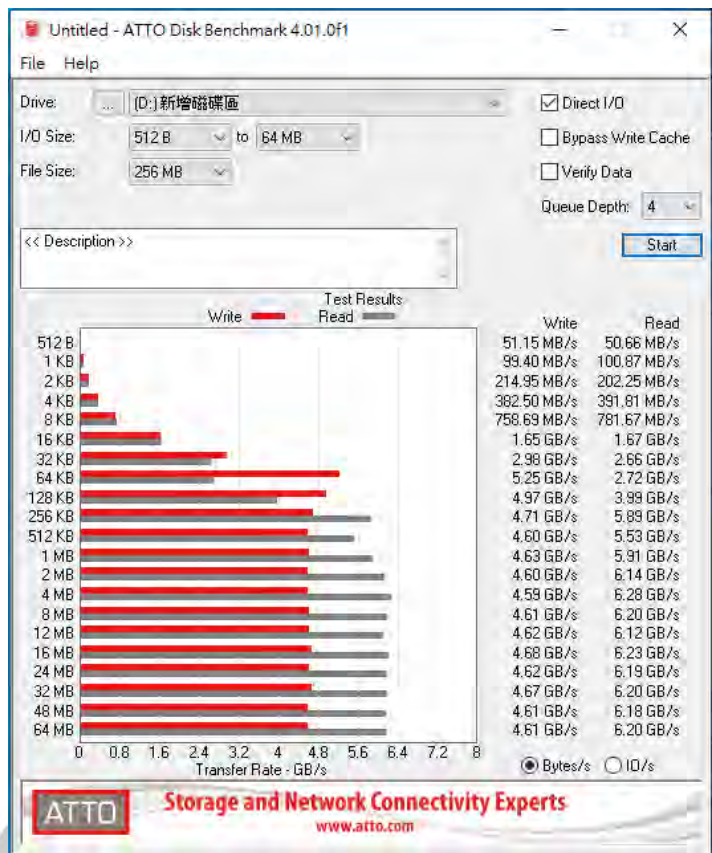 Untitled - ATTO Disk Benchmark 4.01.0f1
File Help
Drive: ... (D:)新增磁碟區 Direct I/O
I/O Size: 512 B to 64 MB Bypass Write Cache
File Size: 256 MB Verify Data
Queue Depth: 4
<< Description >> Start
Test Results
Write Read Write Read
512 B 51.15 MB/s 50.66 MB/s
1 KB 99.40 MB/s 100.87 MB/s
2 KB 214.95 MB/s 202.25 MB/s
4 KB 382.50 MB/s 391.81 MB/s
8 KB 758.69 MB/s 781.67 MB/s
16 KB 1.65 GB/s 1.67 GB/s
32 KB 2.98 GB/s 2.66 GB/s
64 KB 5.25 GB/s 2.72 GB/s
128 KB 4.97 GB/s 3.99 GB/s
256 KB 4.71 GB/s 5.89 GB/s
512 KB 4.60 GB/s 5.53 GB/s
1 MB 4.63 GB/s 5.91 GB/s
2 MB 4.60 GB/s 6.14 GB/s
4 MB 4.59 GB/s 6.28 GB/s
8 MB 4.61 GB/s 6.20 GB/s
12 MB 4.62 GB/s 6.12 GB/s
16 MB 4.68 GB/s 6.23 GB/s
24 MB 4.62 GB/s 6.19 GB/s
32 MB 4.67 GB/s 6.20 GB/s
48 MB 4.61 GB/s 6.18 GB/s
64 MB 4.61 GB/s 6.20 GB/s
0 0.8 1.6 2.4 3.2 4 4.8 5.6 6.4 7.2 8
Transfer Rate - GB/s Bytes/s IO/s
ATTO Storage and Network Connectivity Experts
www.atto.com